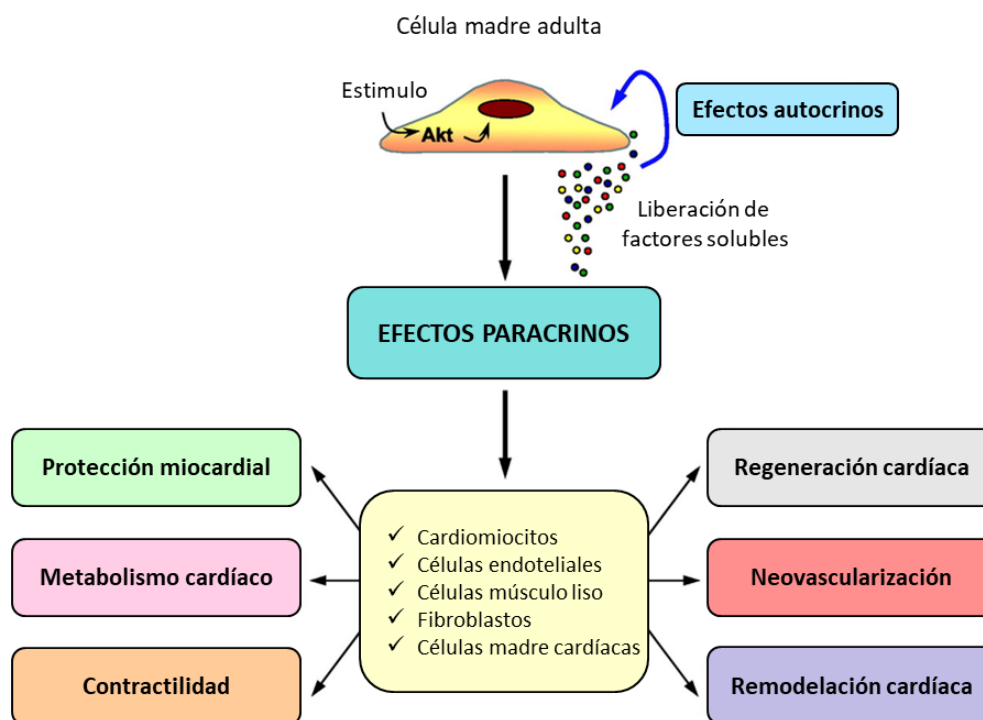 Célula madre adulta
Estimulo
Akt
Efectos autocrinos
Liberación de
factores solubles
EFECTOS PARACRINOS
Protección miocardial
Metabolismo cardíaco
Contractilidad
✓ Cardiomiocitos
✓ Células endoteliales
✓ Células músculo liso
✓ Fibroblastos
✓ Células madre cardíacas
Regeneración cardíaca
Neovascularización
Remodelación cardíaca